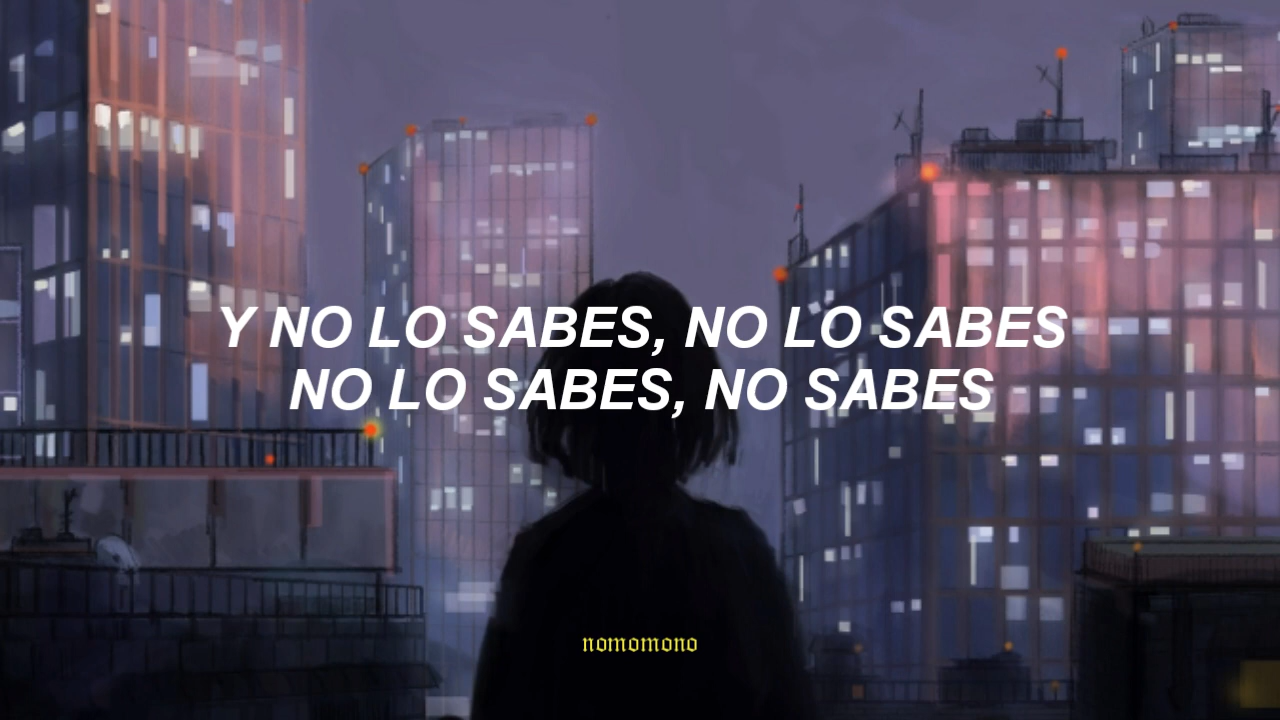 Y NO LO SABES, NO LO SABES
NO LO SABES, NO SABES
nomomono